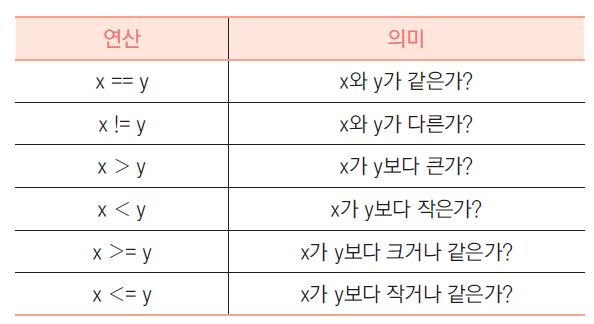 연산 의미
x == y x와 y가 같은가?
x != y x와 y가 다른가?
x > y x가 y보다 큰가?
x < y x가 y보다 작은가?
x >= y x가 y보다 크거나 같은가?
x <= y x가 y보다 작거나 같은가?